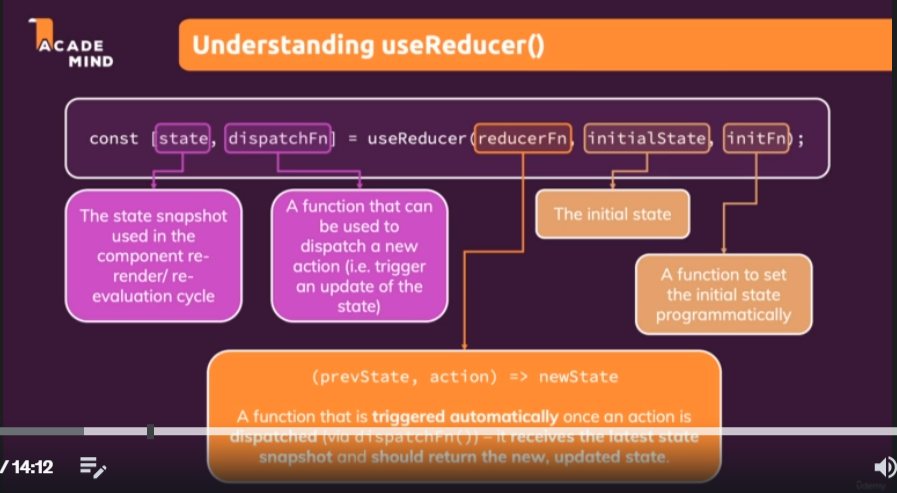 ACADE
MIND
Understanding useReducer()
const [state, dispatchFn] = useReducer(reducerFn, initialState, initFn);
The state snapshot
used in the
component re-
render/ re-
evaluation cycle
A function that can
be used to
dispatch a new
action (i.e. trigger
an update of the
state)
The initial state
A function to set
the initial state
programmatically
(prevState, action) => newState
A function that is triggered automatically once an action is
dispatched (via dispatchFn()) – it receives the latest state
snapshot and should return the new, updated state.
/ 14:12
Udemy